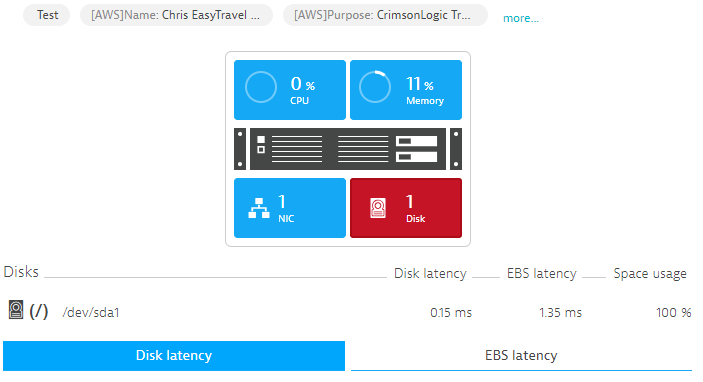 Test [AWS]Name: Chris EasyTravel ... [AWS]Purpose: CrimsonLogic Tr... more...
0 % 11 %
CPU Memory
1 1
NIC Disk
Disks Disk latency EBS latency Space usage
(/) /dev/sda1 0.15 ms 1.35 ms 100 %
Disk latency EBS latency